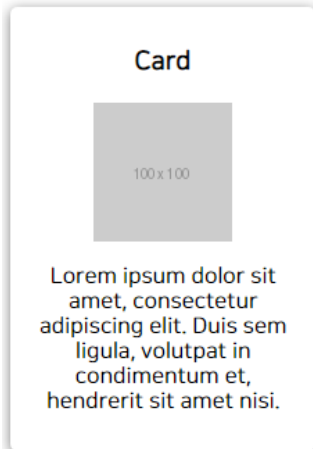 Card
100 x 100
Lorem ipsum dolor sit
amet, consectetur
adipiscing elit. Duis sem
ligula, volutpat in
condimentum et,
hendrerit sit amet nisi.